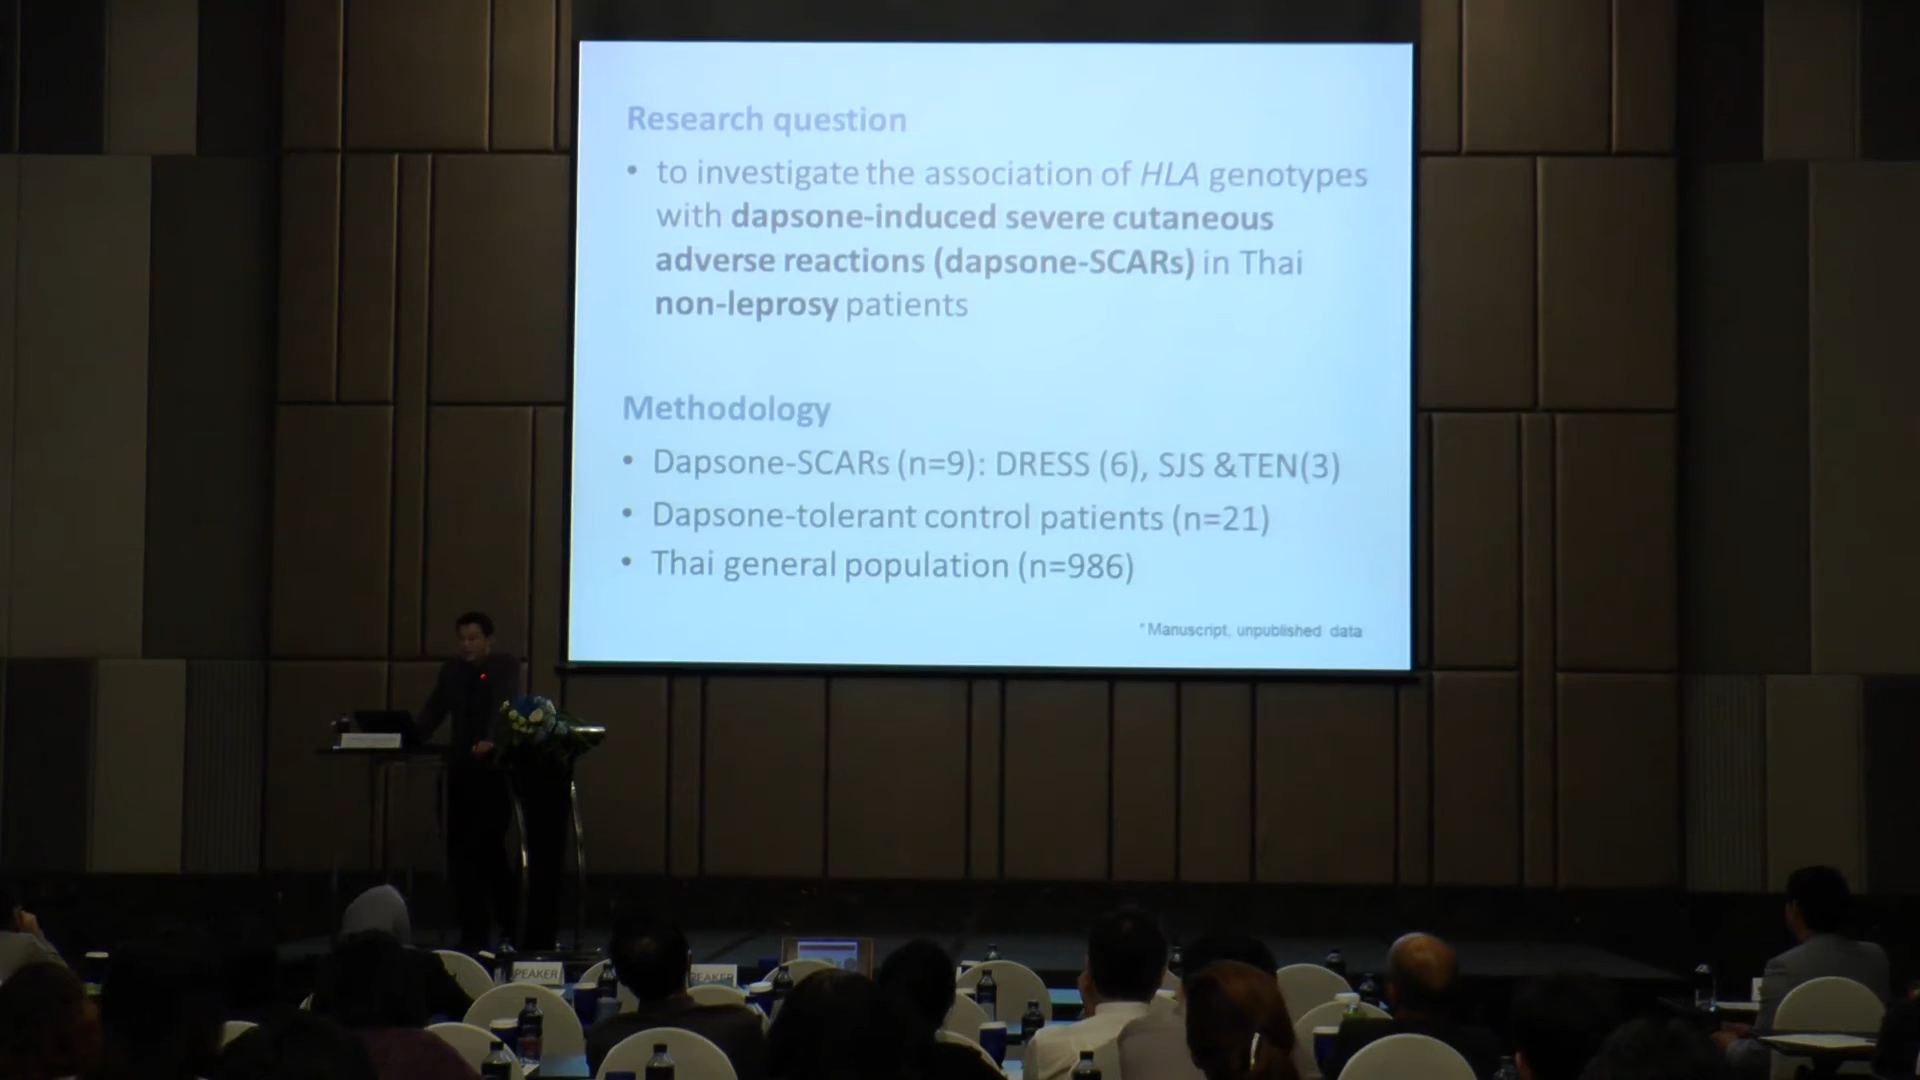 Research question
• to investigate the association of HLA genotypes
with dapsone-induced severe cutaneous
adverse reactions (dapsone-SCARs) in Thai
non-leprosy patients
Methodology
• Dapsone-SCARs (n=9): DRESS (6), SJS &TEN(3)
• Dapsone-tolerant control patients (n=21)
• Thai general population (n=986)
*Manuscript, unpublished data
PEAKER
PEAKER